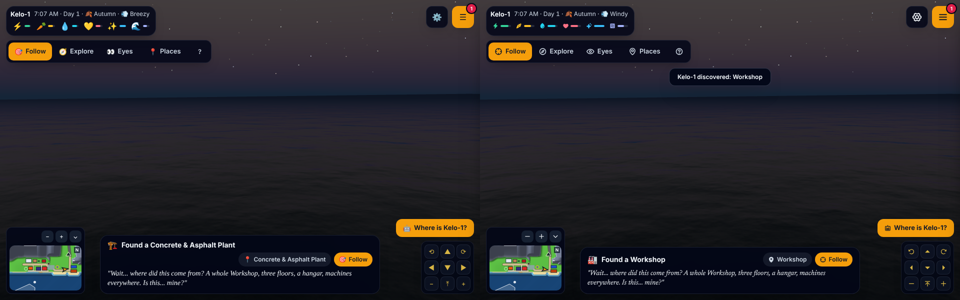 Kelo-1 7:07 AM · Day 1 · Autumn · Breezy
1
Follow Explore Eyes Places ?
Where is Kelo-1?
Found a Concrete & Asphalt Plant
Concrete & Asphalt Plant Follow
"Wait... where did this come from? A whole Workshop, three floors, a hangar, machines
everywhere. Is this... mine?"
N
Kelo-1 7:07 AM · Day 1 · Autumn · Windy
1
Follow Explore Eyes Places ?
Kelo-1 discovered: Workshop
Where is Kelo-1?
Found a Workshop
Workshop Follow
"Wait... where did this come from? A whole Workshop, three floors, a hangar, machines
everywhere. Is this... mine?"
N